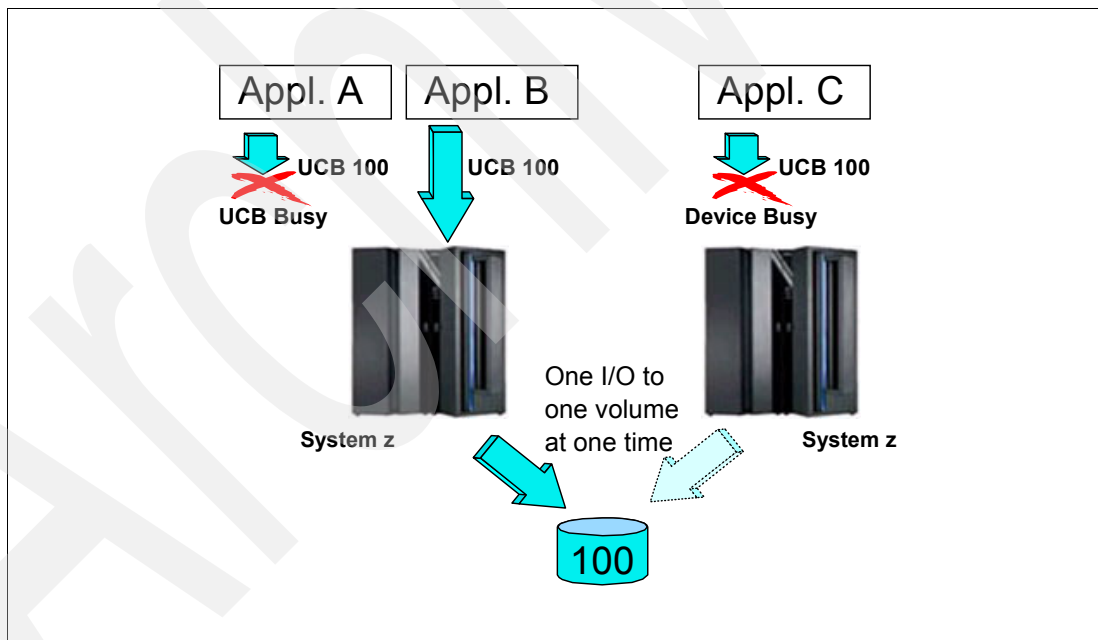 Appl. A
Appl. B
Appl. C
UCB 100
UCB 100
UCB 100
UCB Busy
Device Busy
One I/O to
one volume
at one time
System z
System z
100